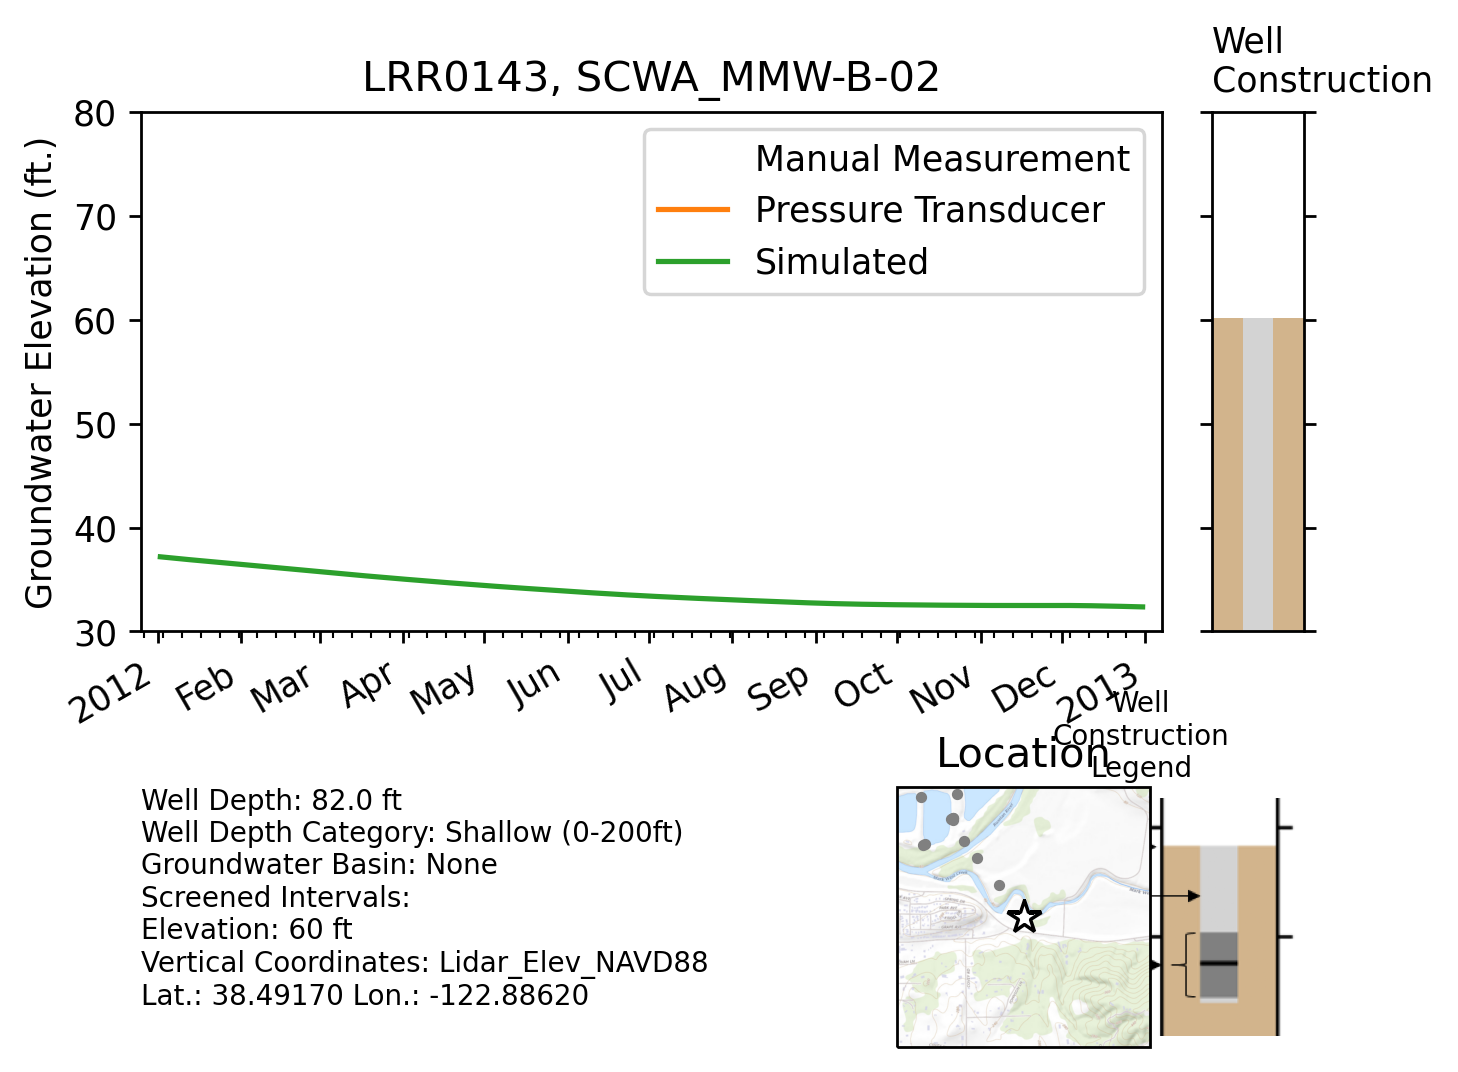 Well
Construction
LRR0143, SCWA_MMW-B-02
Groundwater Elevation (ft.)
80
70
60
50
40
30
Manual Measurement
Pressure Transducer
Simulated
2012
Feb
Mar
Apr
May
Jun
Jul
Aug
Sep
Oct
Nov
Dec
2013
Well
Construction
Legend
Location
Well Depth: 82.0 ft
Well Depth Category: Shallow (0-200ft)
Groundwater Basin: None
Screened Intervals:
Elevation: 60 ft
Vertical Coordinates: Lidar_Elev_NAVD88
Lat.: 38.49170 Lon.: -122.88620